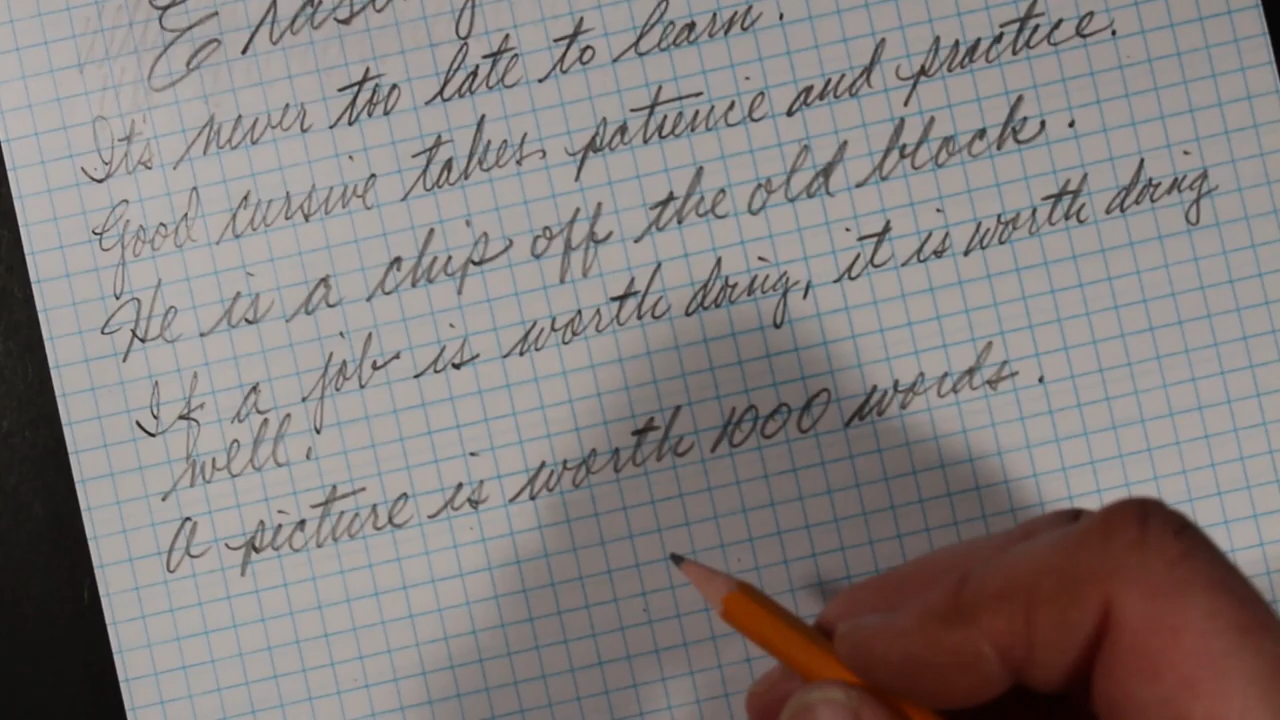 It's never too late to learn.
Good cursive takes patience and practice.
He is a chip off the old block.
If a job is worth doing, it is worth doing
well.
A picture is worth 1000 words.